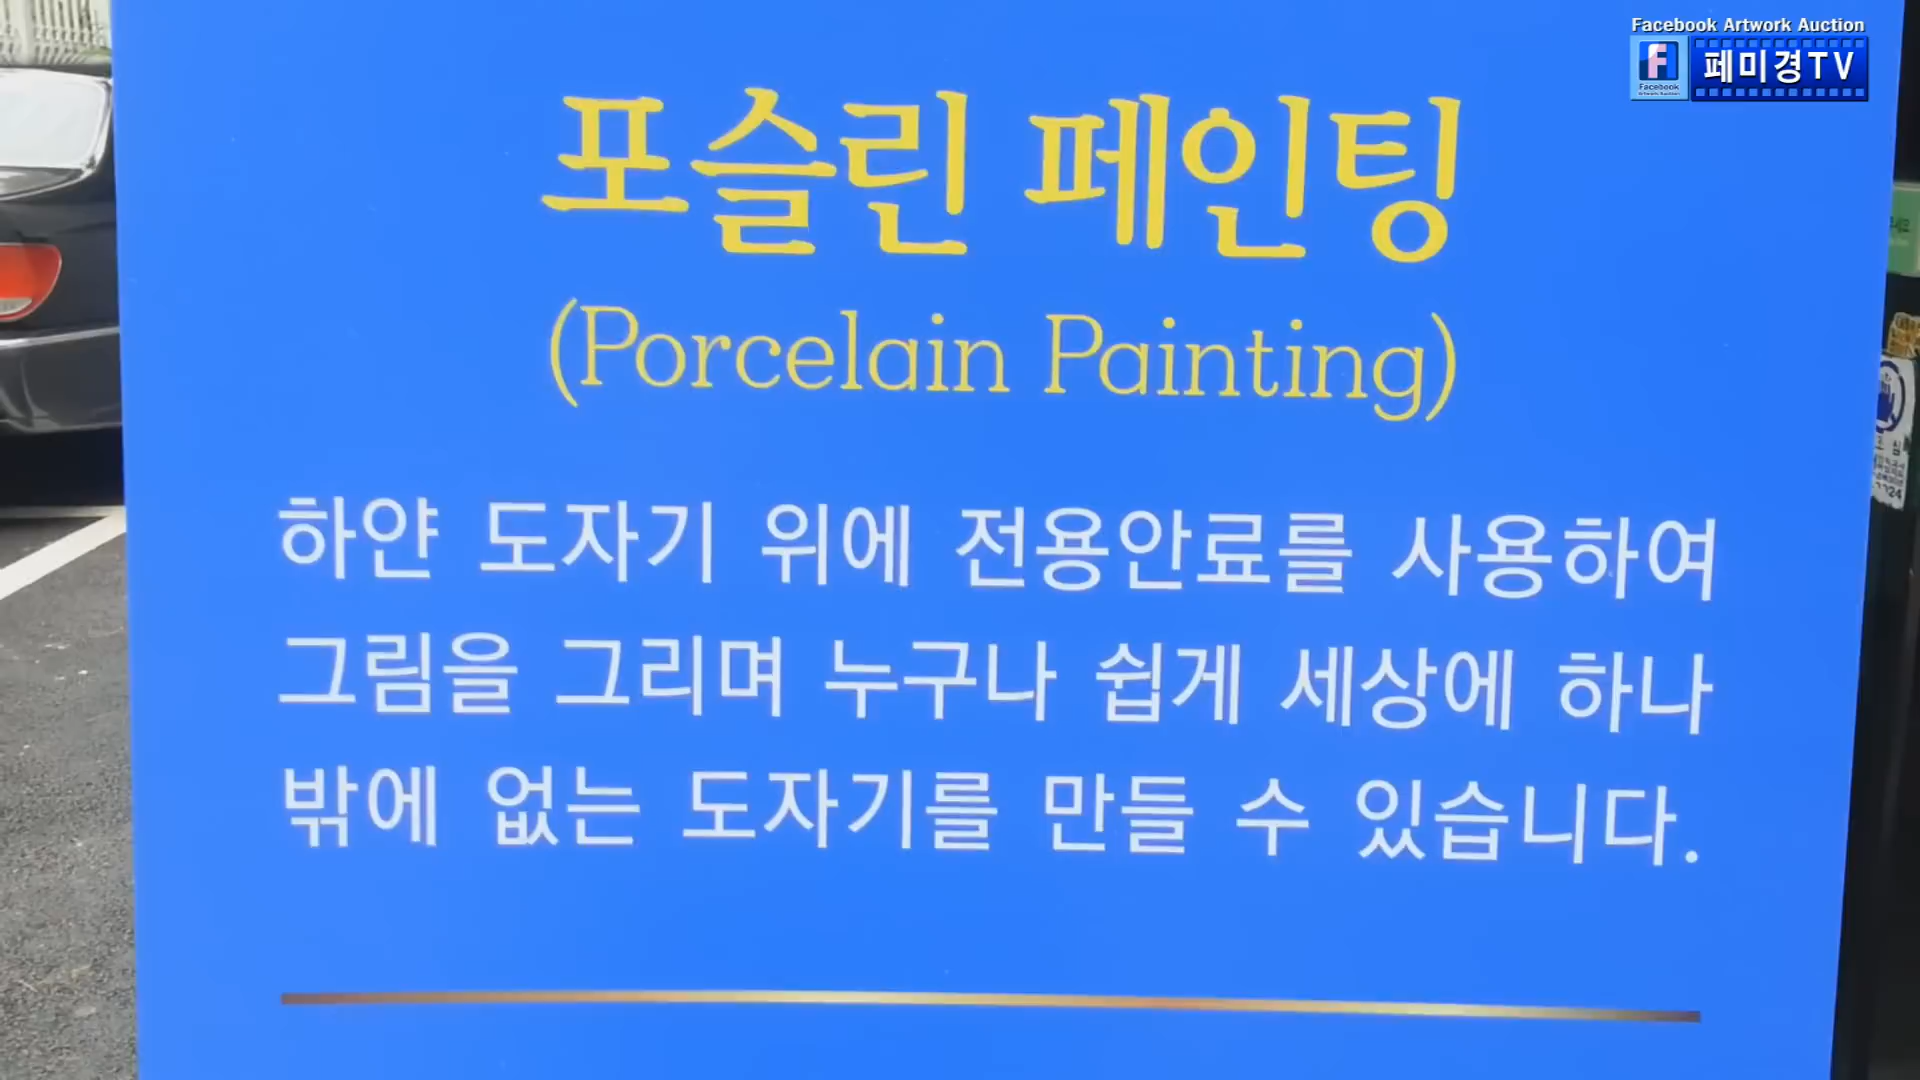 Facebook Artwork Auction
페미경TV
포슬린 페인팅
(Porcelain Painting)
하얀 도자기 위에 전용안료를 사용하여
그림을 그리며 누구나 쉽게 세상에 하나
밖에 없는 도자기를 만들 수 있습니다.